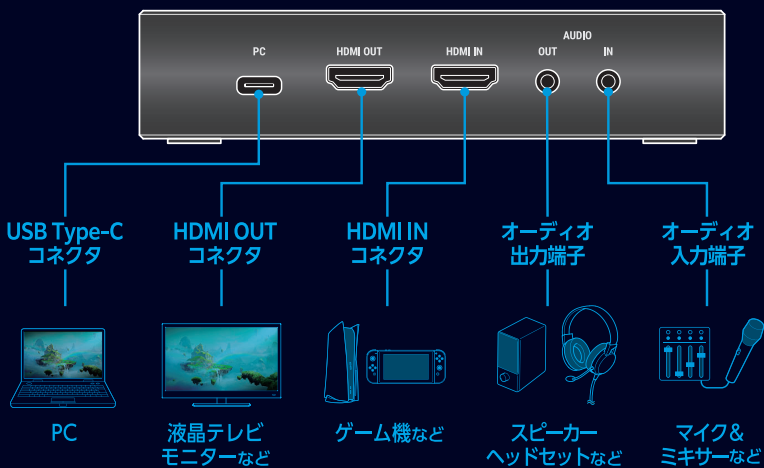 PC
HDMI OUT
HDMI IN
AUDIO
OUT
IN
USB Type-C
コネクタ
HDMI OUT
コネクタ
HDMI IN
コネクタ
オーディオ
出力端子
オーディオ
入力端子
PC
液晶テレビ
モニターなど
ゲーム機など
スピーカー
ヘッドセットなど
マイク&
ミキサーなど